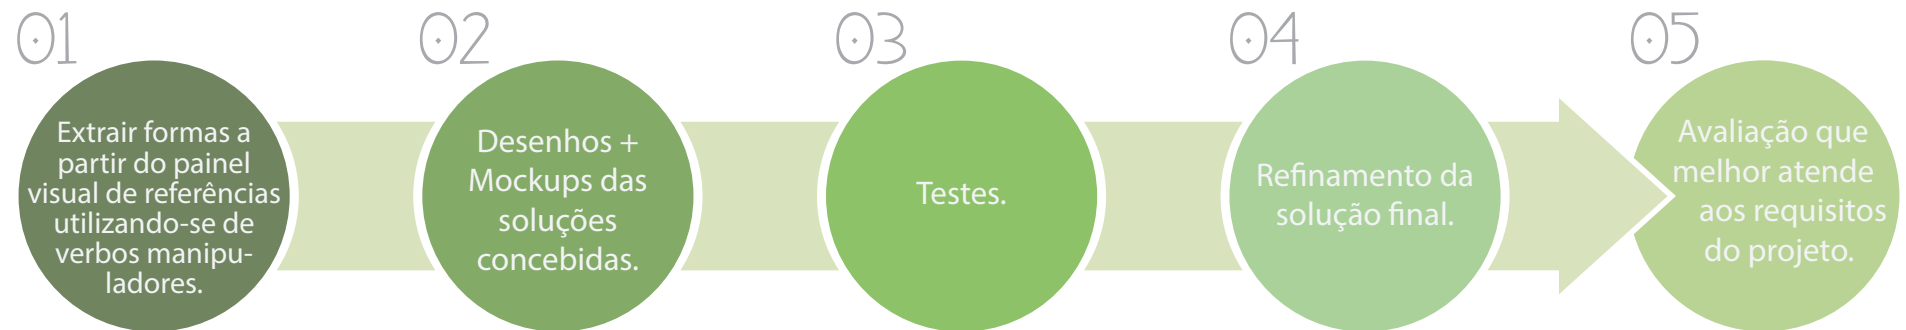 01
Extrair formas a
partir do painel
visual de referências
utilizando-se de
verbos manipu-
ladores.
02
Desenhos +
Mockups das
soluções
concebidas.
03
Testes.
04
Refinamento da
solução final.
05
Avaliação que
melhor atende
aos requisitos
do projeto.